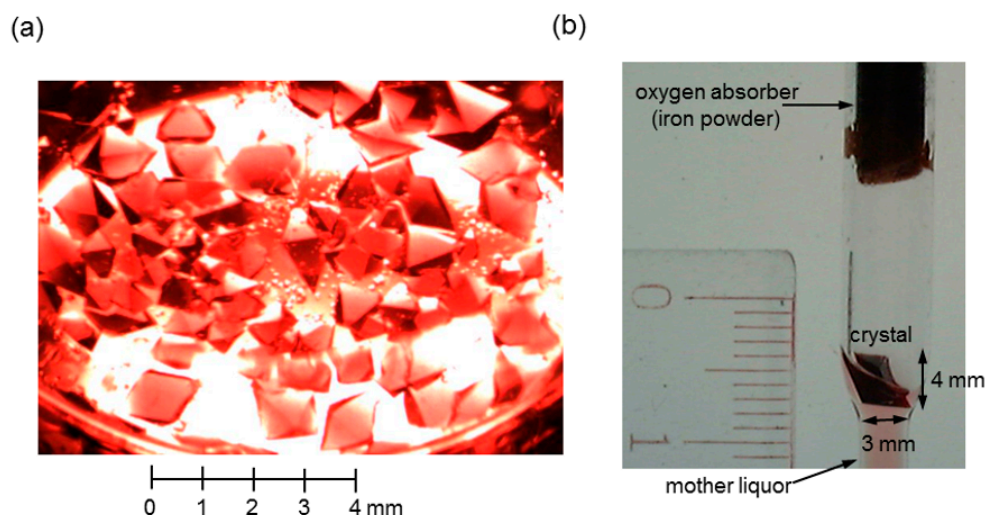 (a)
(b)
oxygen absorber
(iron powder)
0
1
crystal
4 mm
3 mm
mother liquor
0 1 2 3 4 mm